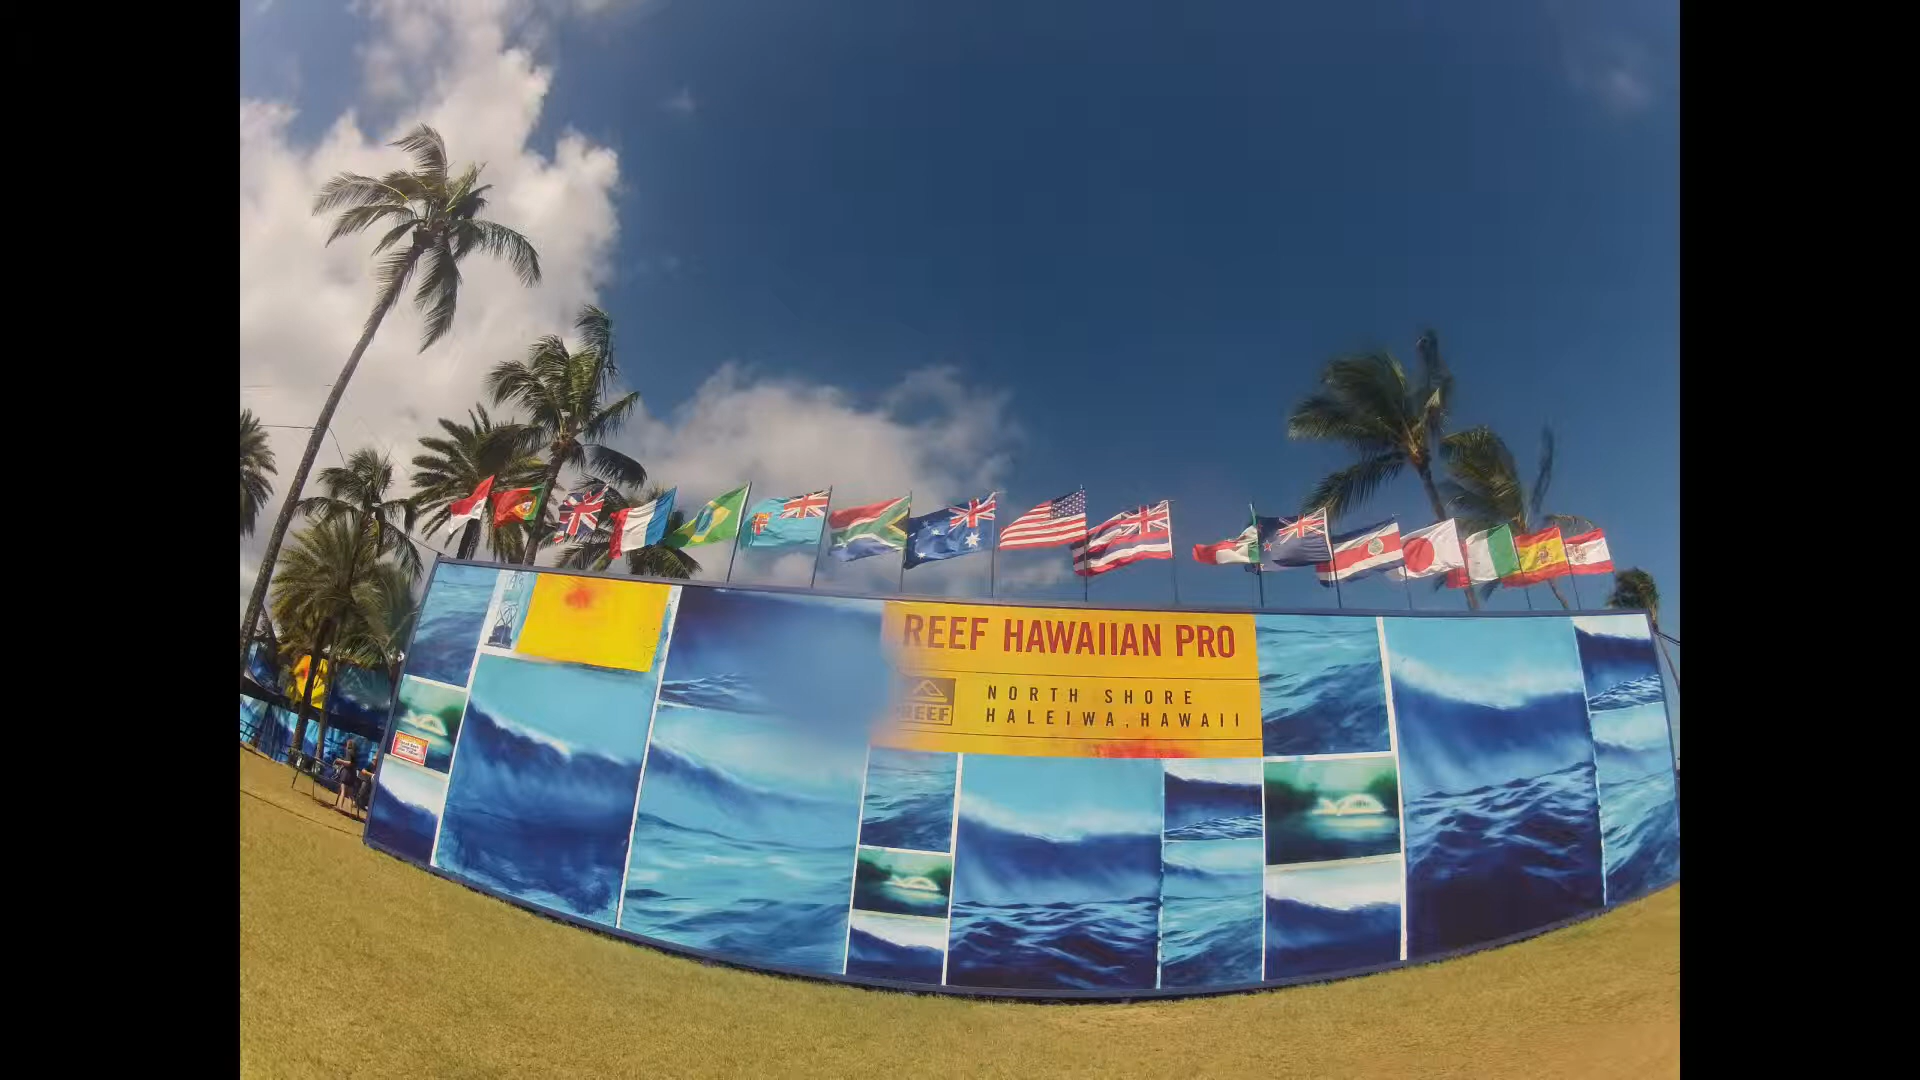 REEF HAWAIIAN PRO
REEF
NORTH SHORE
HALEIWA, HAWAII